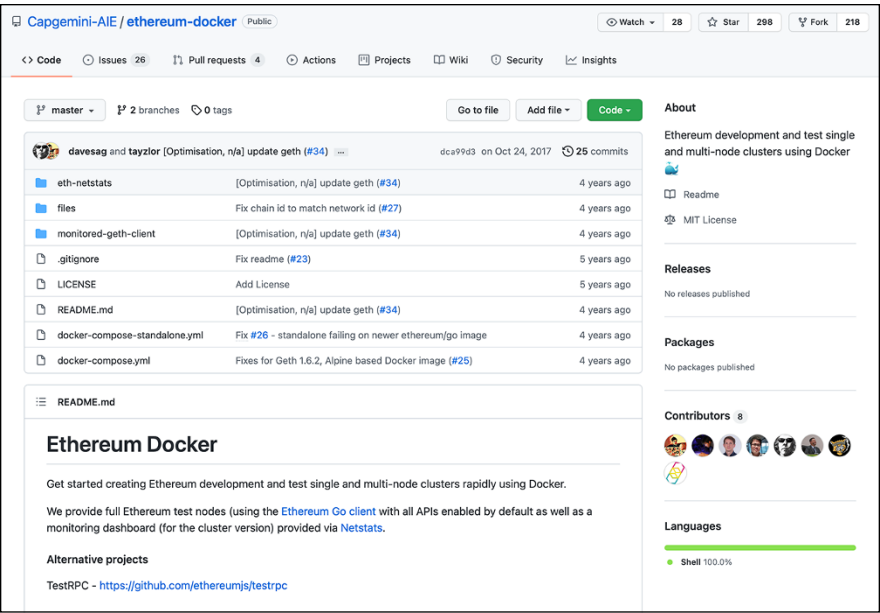 Capgemini-AIE / ethereum-docker Public
Watch 28 Star 298 Fork 218
Code Issues 26 Pull requests 4 Actions Projects Wiki Security Insights
master 2 branches 0 tags Go to file Add file Code
davesag and tayzlor [Optimisation, n/a] update geth (#34) ... dca99d3 on Oct 24, 2017 25 commits
eth-netstats [Optimisation, n/a] update geth (#34) 4 years ago
files Fix chain id to match network id (#27) 4 years ago
monitored-geth-client [Optimisation, n/a] update geth (#34) 4 years ago
.gitignore Fix readme (#23) 5 years ago
LICENSE Add License 5 years ago
README.md [Optimisation, n/a] update geth (#34) 4 years ago
docker-compose-standalone.yml Fix #26 - standalone failing on newer ethereum/go image 4 years ago
docker-compose.yml Fixes for Geth 1.6.2, Alpine based Docker image (#25) 4 years ago
README.md
Ethereum Docker
Get started creating Ethereum development and test single and multi-node clusters rapidly using Docker.
We provide full Ethereum test nodes (using the Ethereum Go client with all APIs enabled by default as well as a
monitoring dashboard (for the cluster version) provided via Netstats.
Alternative projects
TestRPC - https://github.com/ethereumjs/testrpc
About
Ethereum development and test single
and multi-node clusters using Docker
Readme
MIT License
Releases
No releases published
Packages
No packages published
Contributors 8
Languages
Shell 100.0%